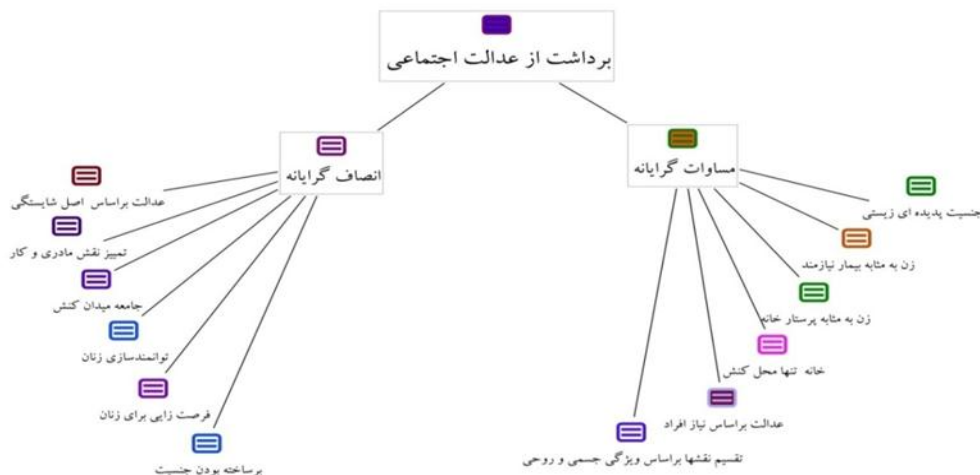 برداشت از عدالت اجتماعی
مساوات گرایانه
جنسیت پدیده ای زیستی
زن به مثابه بیمار نیازمند
زن به مثابه پرستار خانه
خانه تنها محل کنش
عدالت براساس نیاز افراد
تقسیم نقشها براساس ویژگی جسمی و روحی
انصاف گرایانه
عدالت براساس اصل شایستگی
تمییز نقش مادری و کار
جامعه میدان کنش
توانمندسازی زنان
فرصت زایی برای زنان
برساخته بودن جنسیت